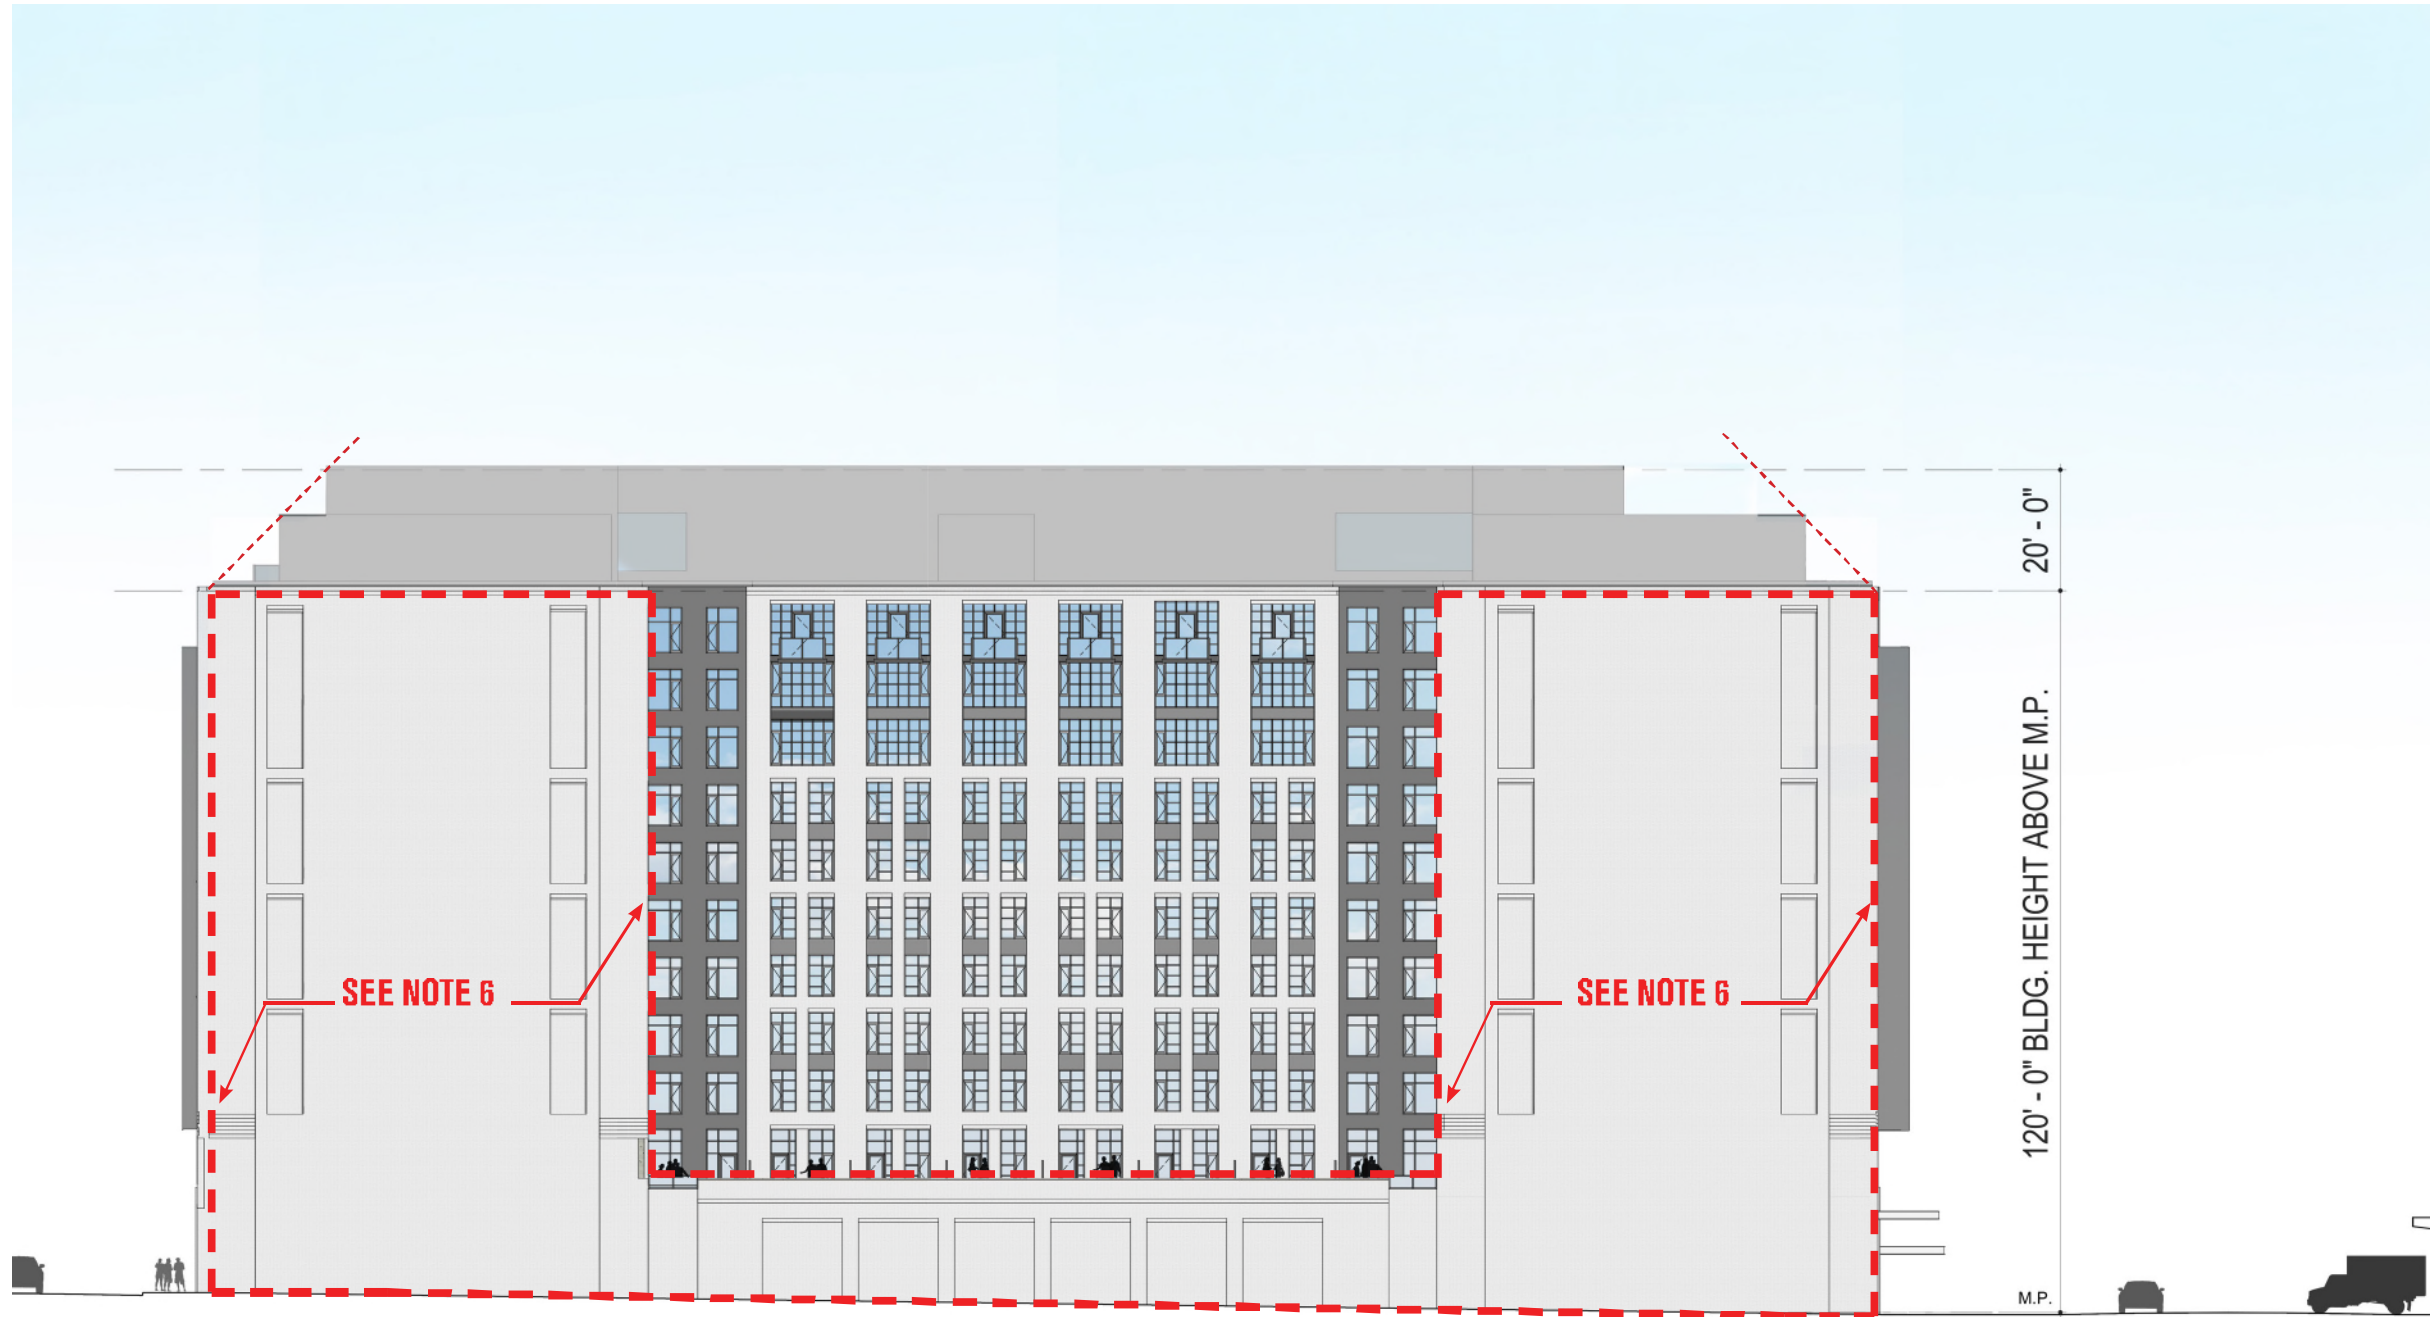 20' - 0"
120' - 0" BLDG. HEIGHT ABOVE M.P.
SEE NOTE 6
SEE NOTE 6
M.P.